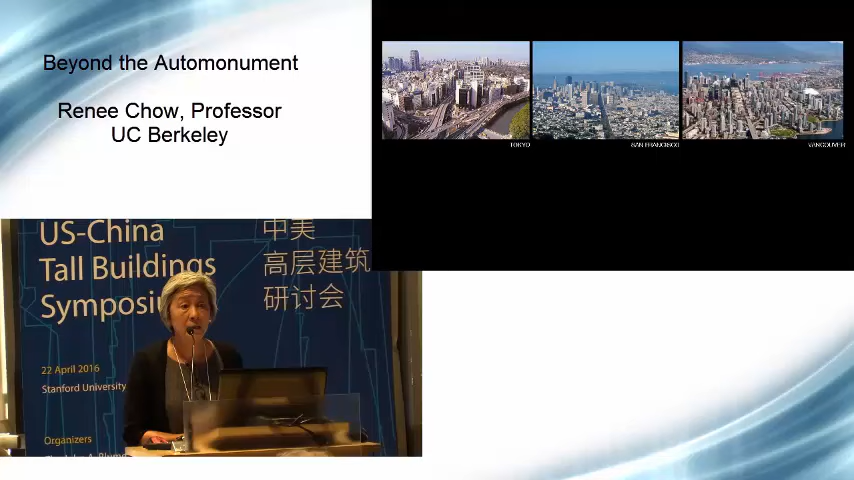 Beyond the Automonument
Renee Chow, Professor
UC Berkeley
TOKYO
SAN FRANCISCO
VANCOUVER
US-China
Tall Buildings
中美
高层建筑
研讨会
22 April 2016
Stanford University
Organizers